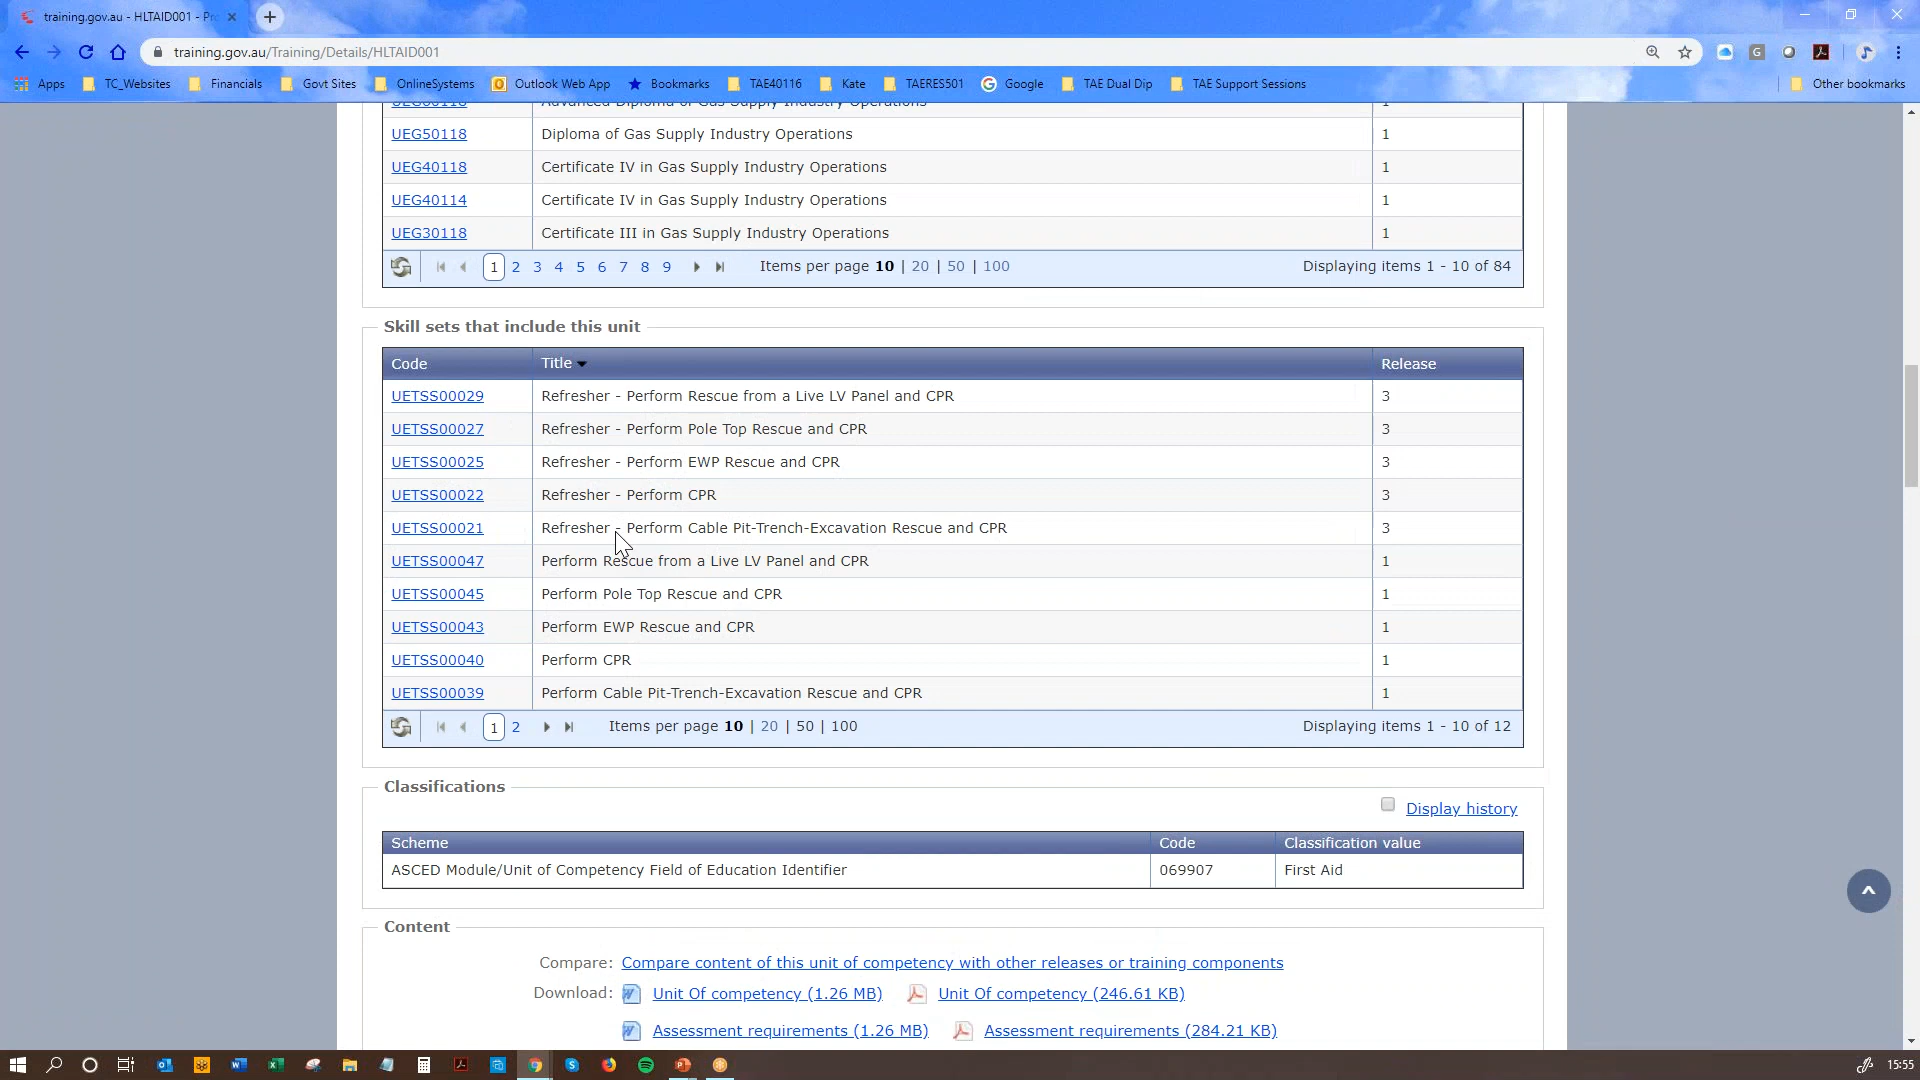 training.gov.au - HLTAID001 - Pr
training.gov.au/Training/Details/HLTAID001
Apps TC_Websites Financials Govt Sites OnlineSystems Outlook Web App Bookmarks TAE40116 Kate TAERES501 Google TAE Dual Dip TAE Support Sessions Other bookmarks
Advanced Diploma of Gas Supply Industry Operations 1
UEG50118 Diploma of Gas Supply Industry Operations 1
UEG40118 Certificate IV in Gas Supply Industry Operations 1
UEG40114 Certificate IV in Gas Supply Industry Operations 1
UEG30118 Certificate III in Gas Supply Industry Operations 1
1 2 3 4 5 6 7 8 9 Items per page 10 | 20 | 50 | 100 Displaying items 1 - 10 of 84
Skill sets that include this unit
Code Title Release
UETSS00029 Refresher - Perform Rescue from a Live LV Panel and CPR 3
UETSS00027 Refresher - Perform Pole Top Rescue and CPR 3
UETSS00025 Refresher - Perform EWP Rescue and CPR 3
UETSS00022 Refresher - Perform CPR 3
UETSS00021 Refresher - Perform Cable Pit-Trench-Excavation Rescue and CPR 3
UETSS00047 Perform Rescue from a Live LV Panel and CPR 1
UETSS00045 Perform Pole Top Rescue and CPR 1
UETSS00043 Perform EWP Rescue and CPR 1
UETSS00040 Perform CPR 1
UETSS00039 Perform Cable Pit-Trench-Excavation Rescue and CPR 1
1 2 Items per page 10 | 20 | 50 | 100 Displaying items 1 - 10 of 12
Classifications
Display history
Scheme Code Classification value
ASCED Module/Unit of Competency Field of Education Identifier 069907 First Aid
Content
Compare: Compare content of this unit of competency with other releases or training components
Download: Unit Of competency (1.26 MB) Unit Of competency (246.61 KB)
Assessment requirements (1.26 MB) Assessment requirements (284.21 KB)
15:55